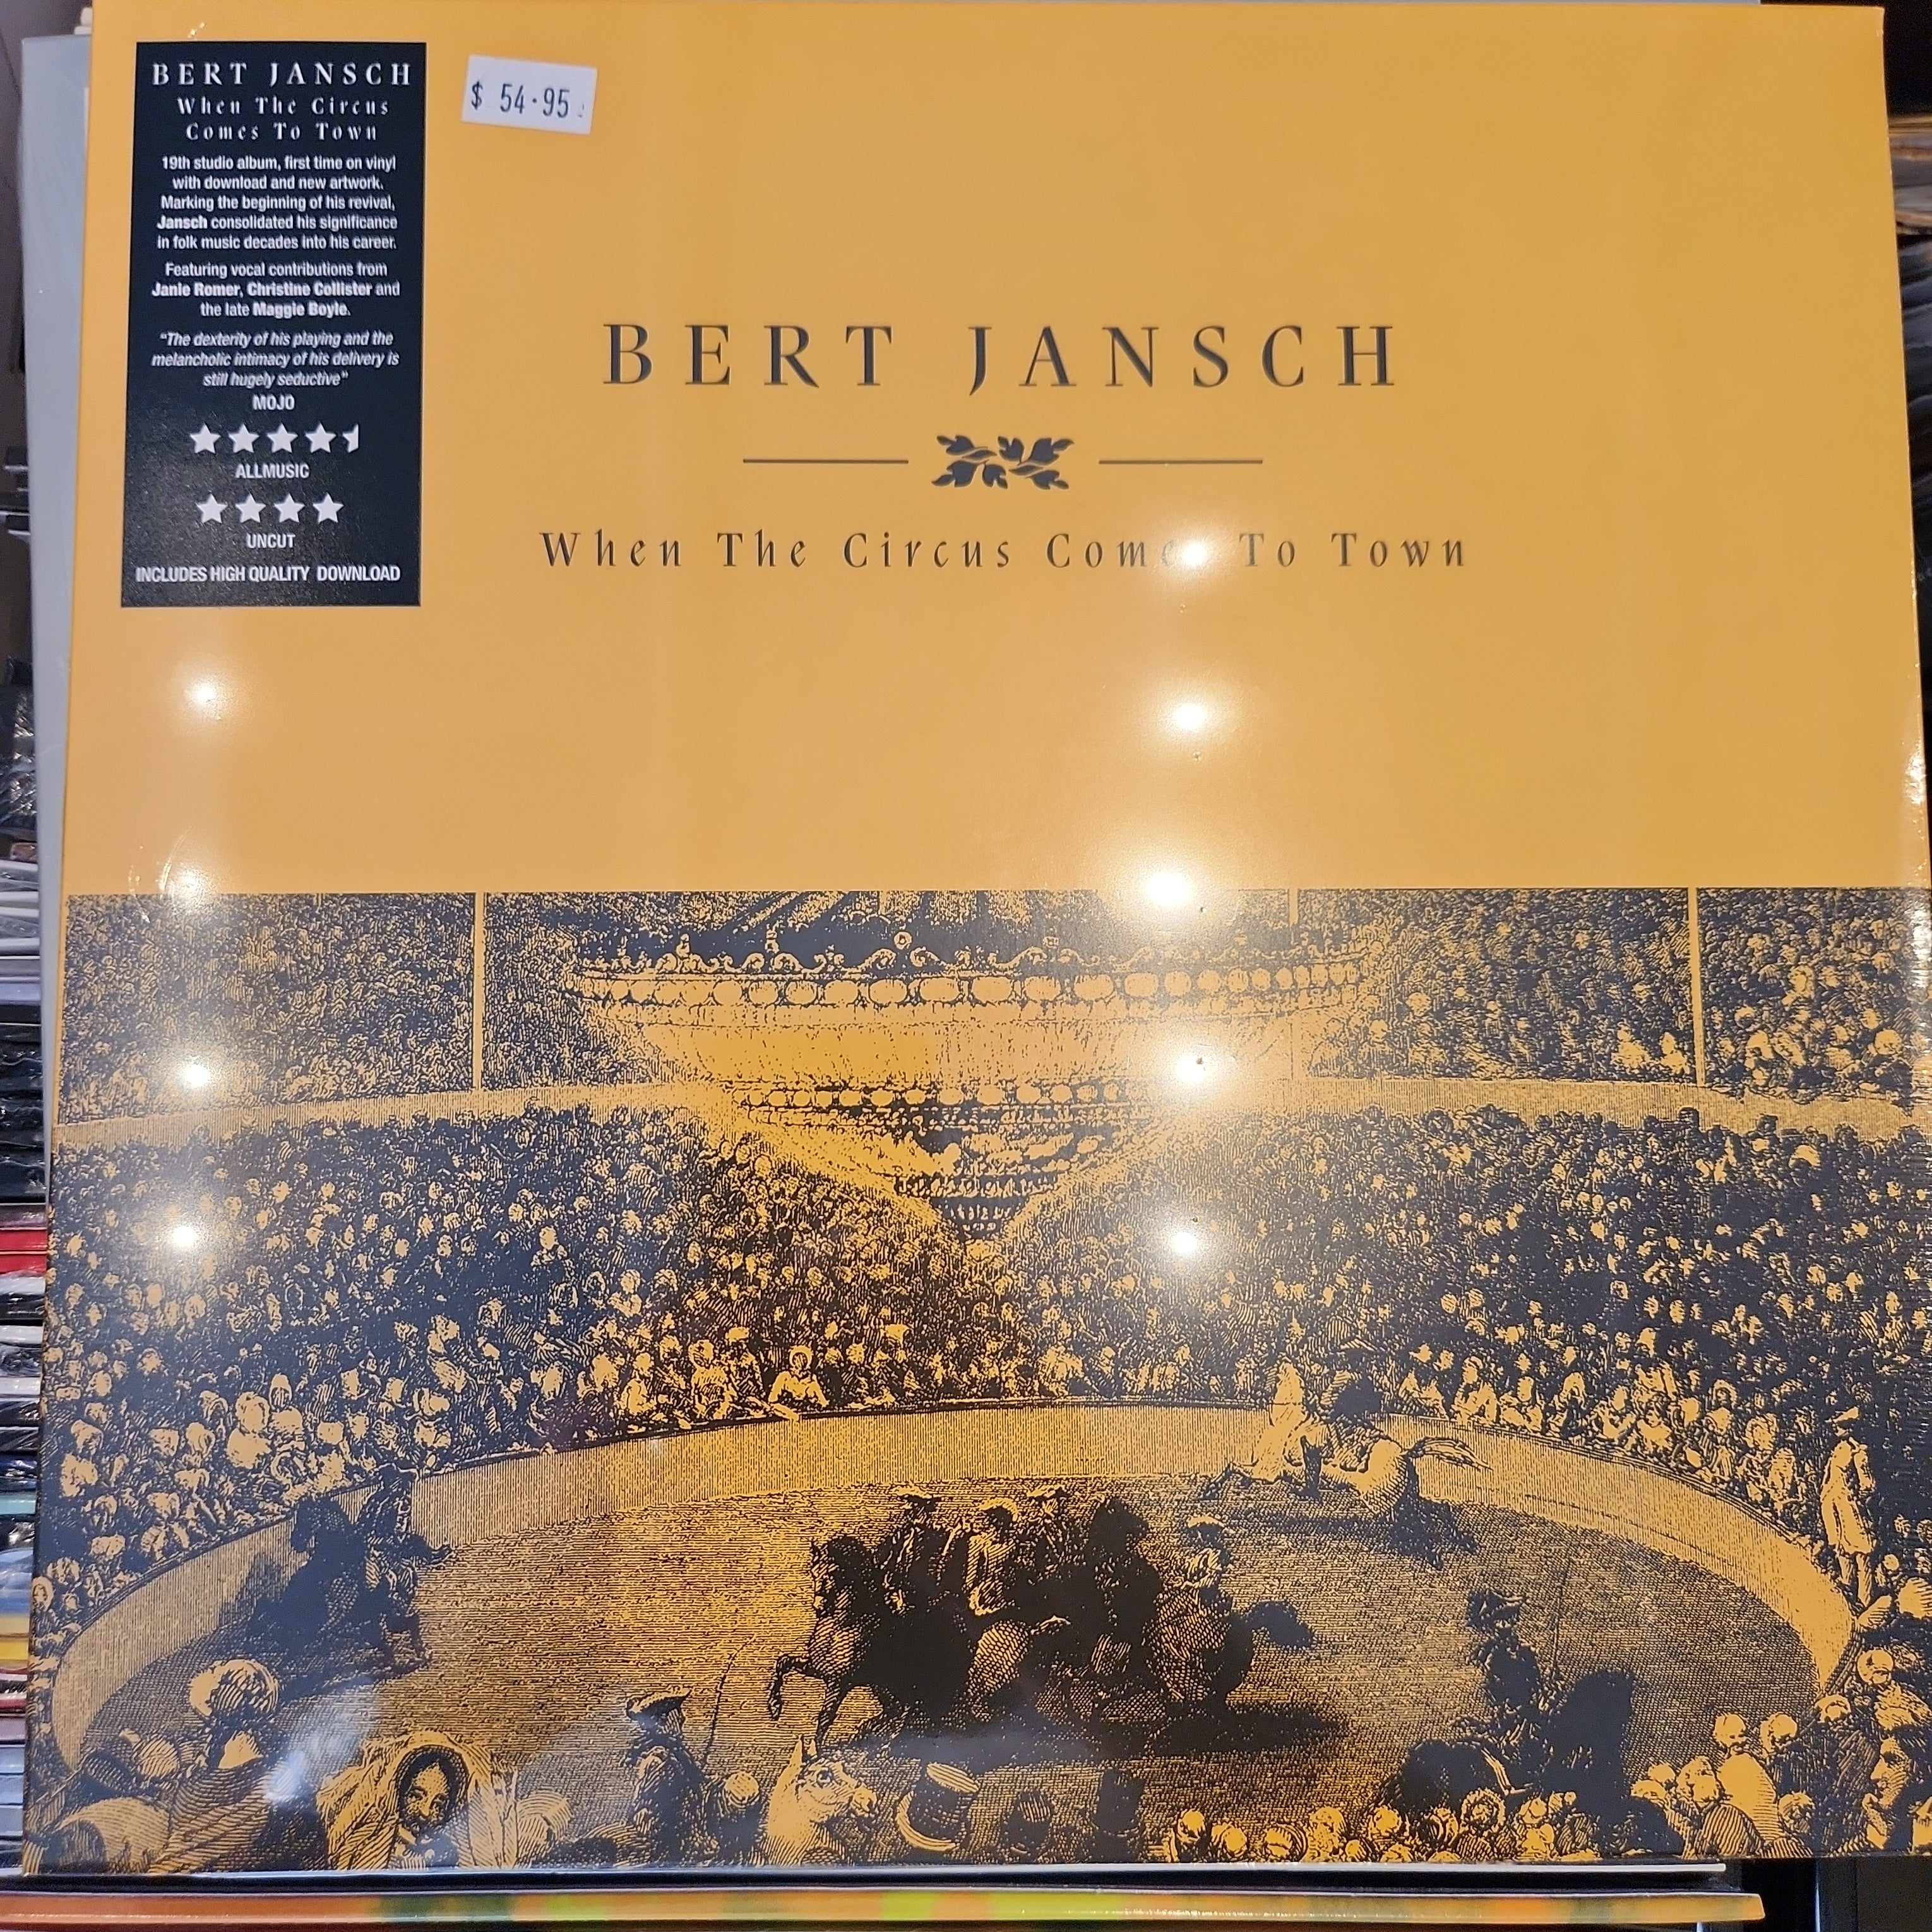 BERT JANSCH
When The Circus
Comes To Town
19th studio album, first time on vinyl
with download and new artwork.
Marking the beginning of his revival,
Jansch consolidated his significance
in folk music decades into his career.
Featuring vocal contributions from
Janie Romer, Christine Collister and
the late Maggie Boyle.
"The dexterity of his playing and the
melancholic intimacy of his delivery is
still hugely seductive"
MOJO
ALLMUSIC
UNCUT
INCLUDES HIGH QUALITY DOWNLOAD
$ 54.95
BERT JANSCH
When The Circus Comes To Town